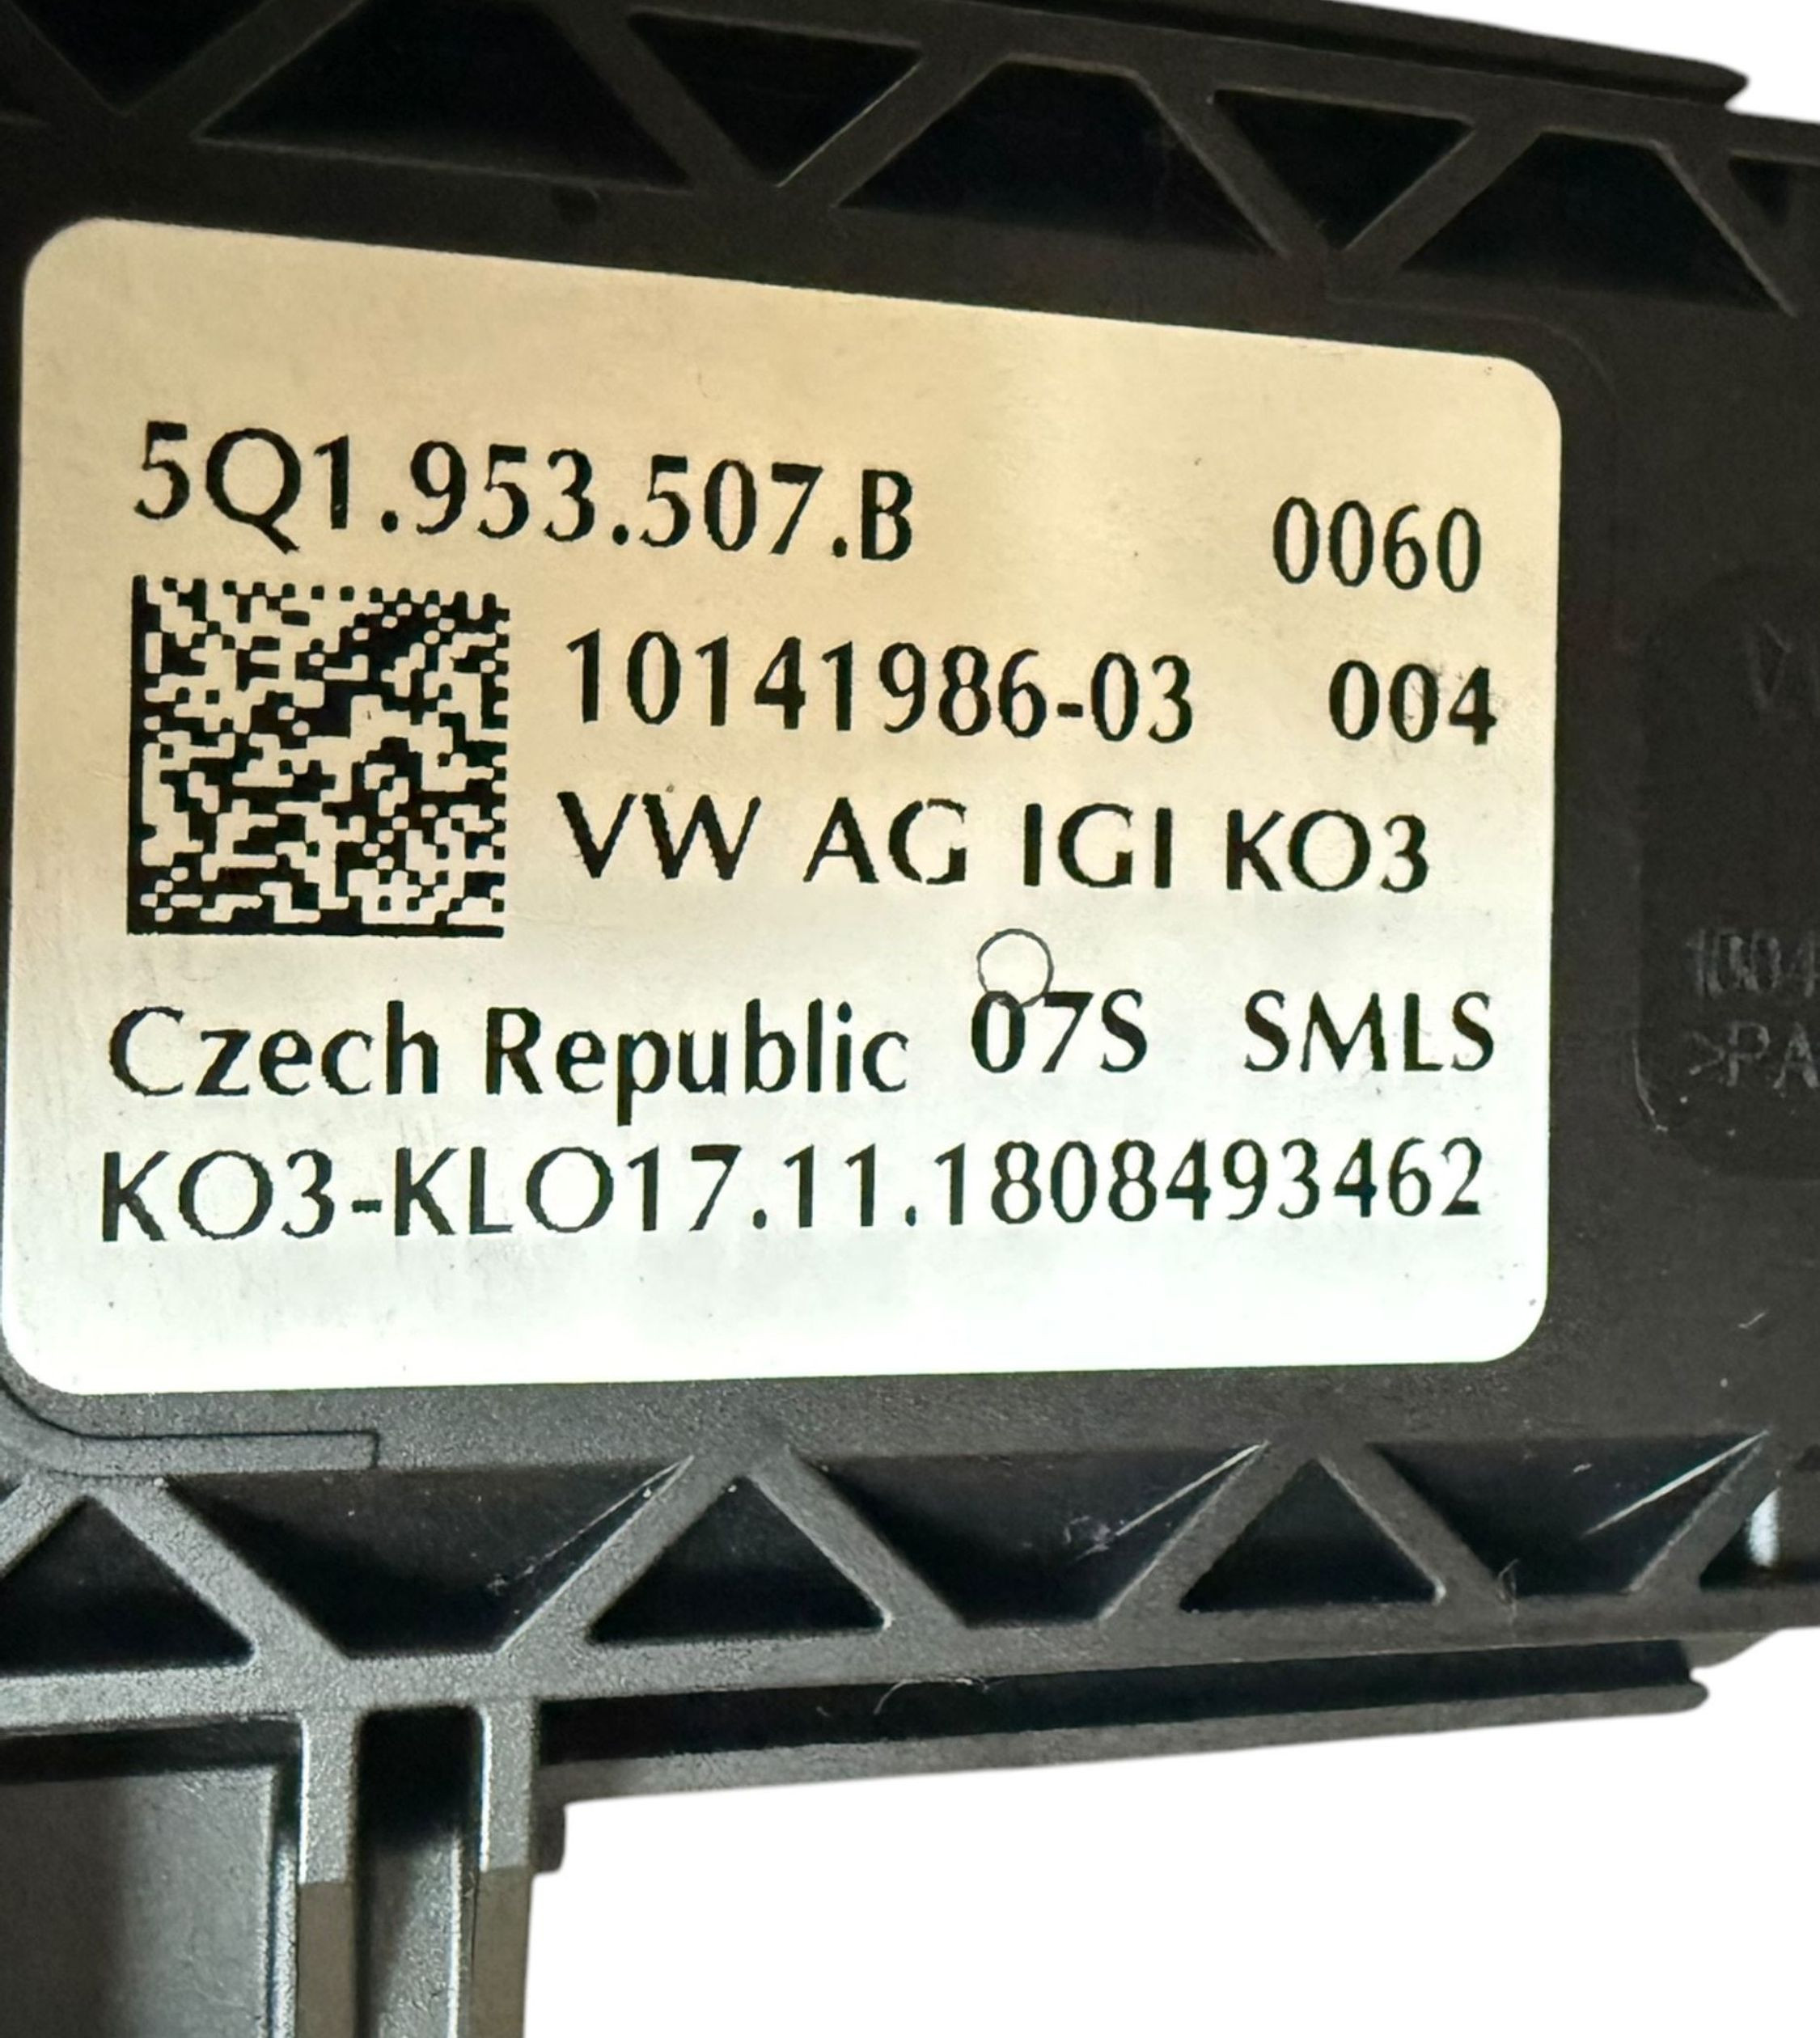 5Q1.953.507.B 0060
10141986-03 004
VW AG IGI KO3
Czech Republic 07S SMLS
KO3-KLO17.11.1808493462
>PA